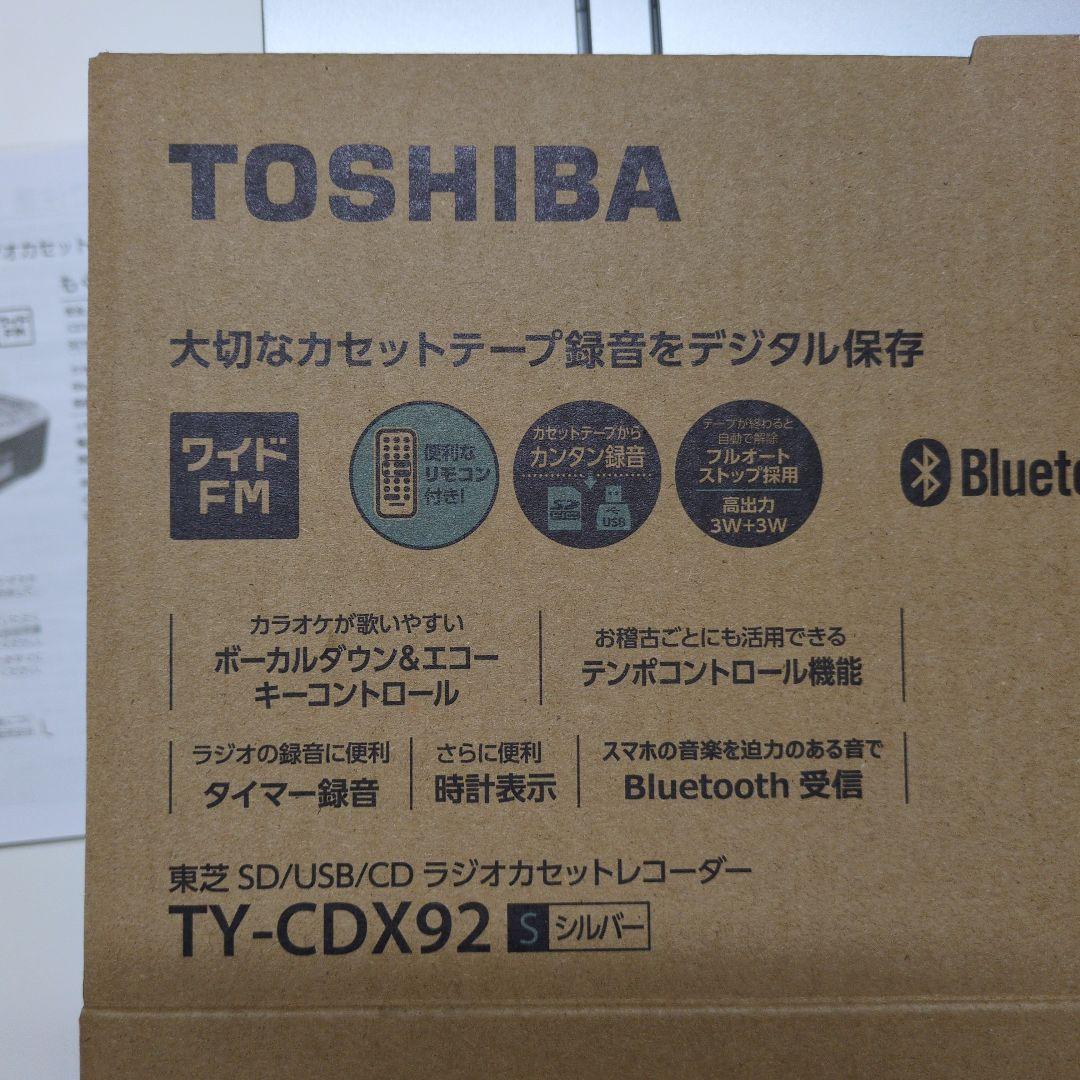 TOSHIBA
大切なカセットテープ録音をデジタル保存
ワイド
FM
便利な
リモコン
付き!
カセットテープから
カンタン録音
USB
テープが終わると
自動で解除
フルオート
ストップ採用
高出力
3W+3W
Blueto
カラオケが歌いやすい
ボーカルダウン&エコー
キーコントロール
お稽古ごとにも活用できる
テンポコントロール機能
ラジオの録音に便利
タイマー録音
さらに便利
時計表示
スマホの音楽を迫力のある音で
Bluetooth 受信
東芝 SD/USB/CD ラジオカセットレコーダー
TY-CDX92 S シルバー
オカセット